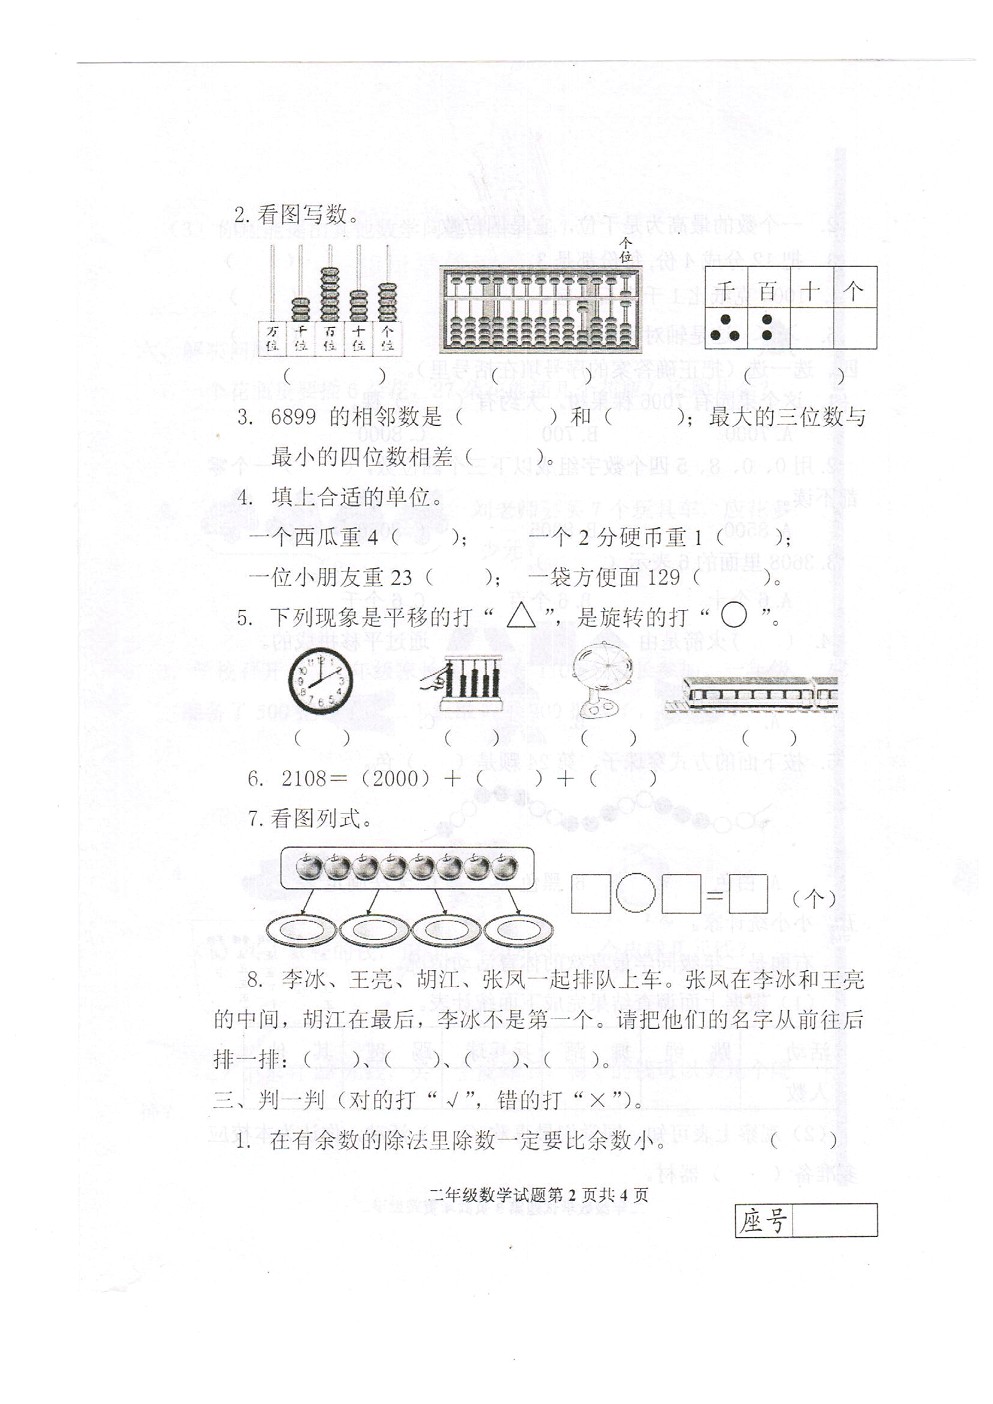 2.看图写数。
个位
万位 千位 百位 十位 个位
千 百 十 个
（ ） （ ） （ ）
3. 6899 的相邻数是（ ）和（ ）；最大的三位数与
最小的四位数相差（ ）。
4. 填上合适的单位。
一个西瓜重 4（ ）； 一个 2 分硬币重 1（ ）；
一位小朋友重 23（ ）； 一袋方便面 129（ ）。
5. 下列现象是平移的打“ △ ”，是旋转的打“ ○ ”。
（ ） （ ） （ ） （ ）
6. 2108＝（2000）＋（ ）＋（ ）
7.看图列式。
□○□=□（个）
8. 李冰、王亮、胡江、张凤一起排队上车。张凤在李冰和王亮
的中间，胡江在最后，李冰不是第一个。请把他们的名字从前往后
排一排：（ ）、（ ）、（ ）、（ ）。
三、判一判（对的打“√”，错的打“×”）。
1. 在有余数的除法里除数一定要比余数小。 （ ）
二年级数学试题第 2 页共 4 页
座号